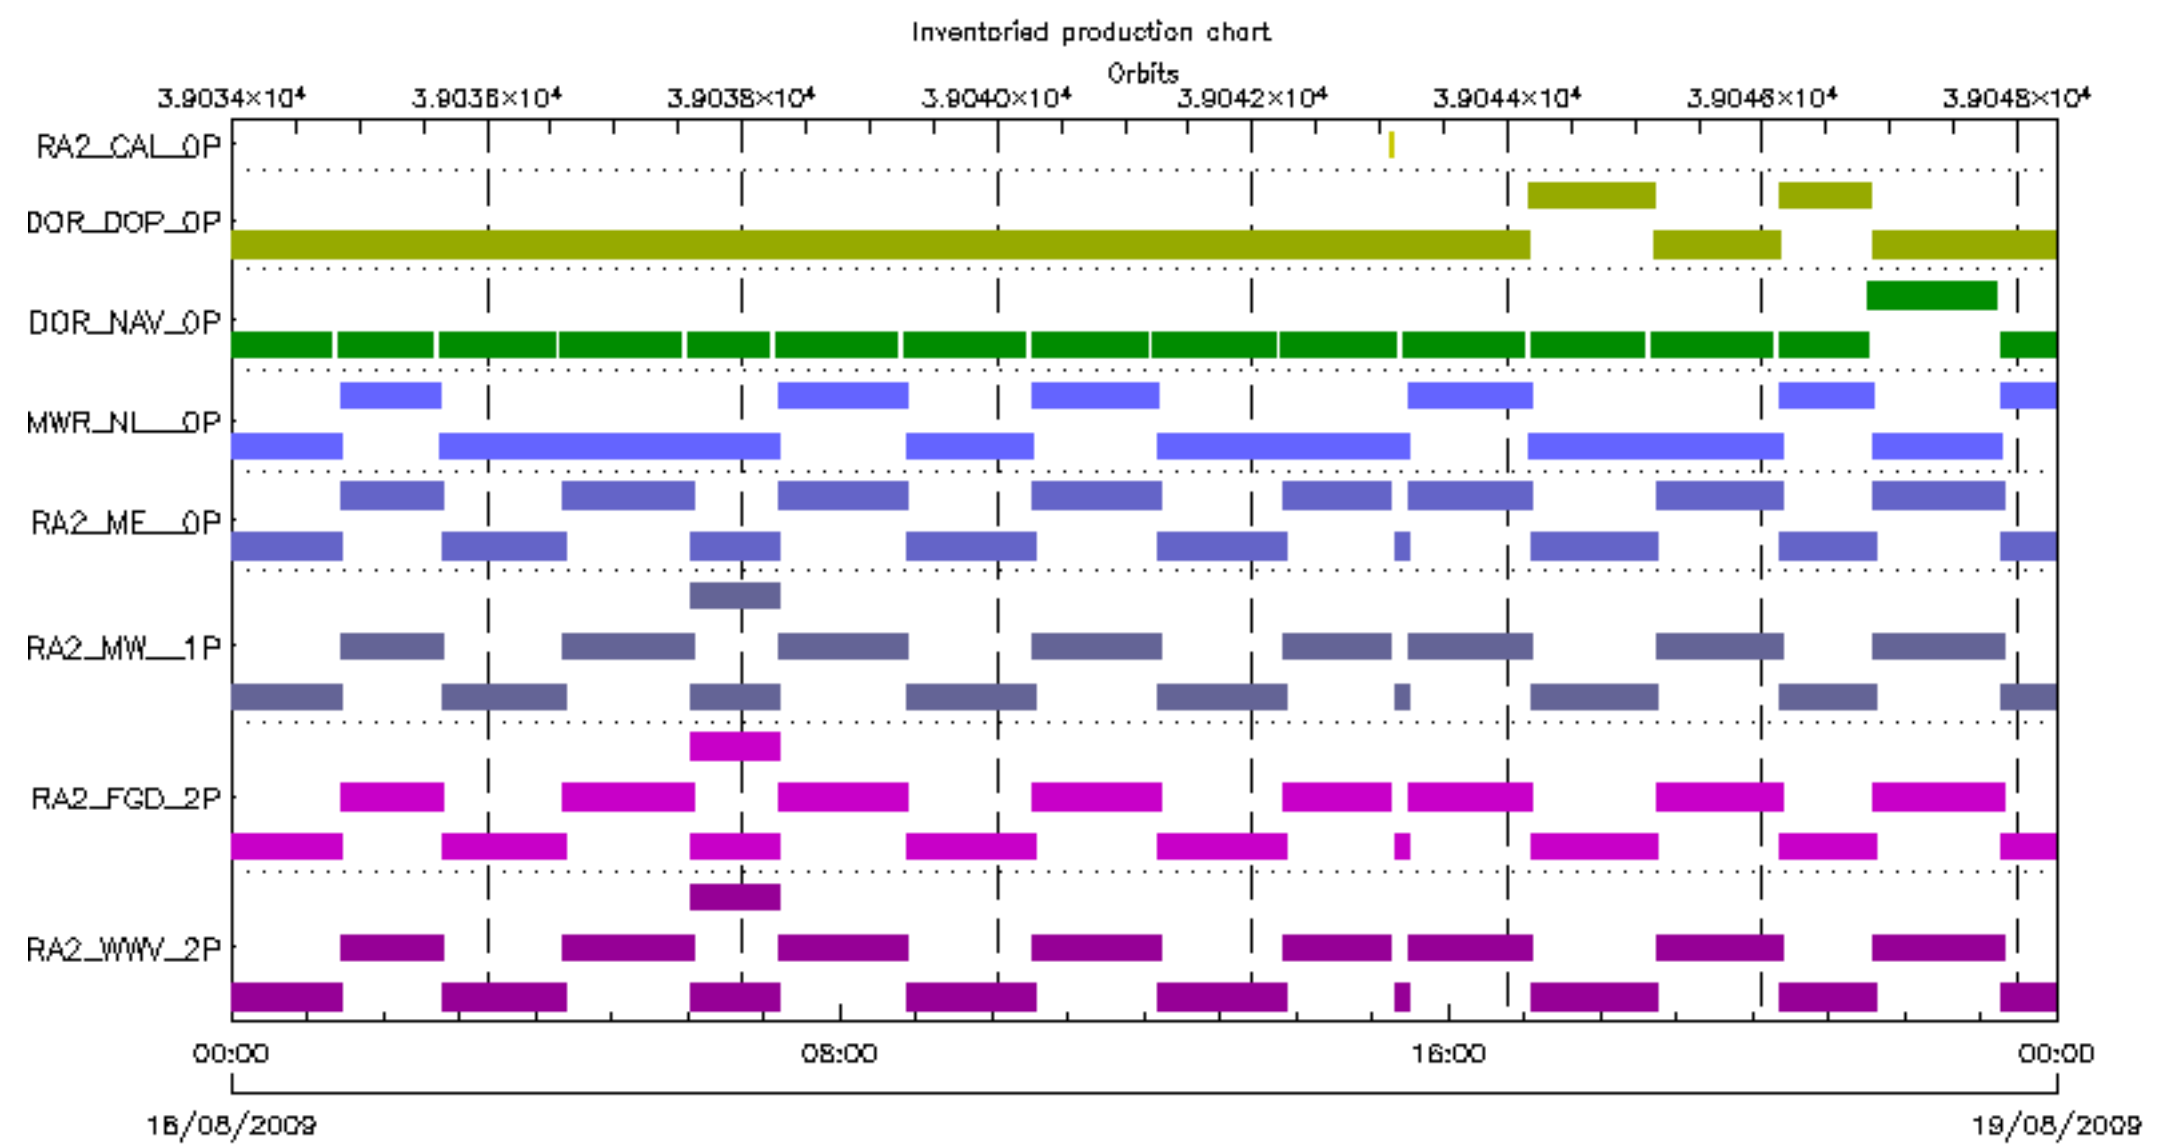 Inventoried production chart
Orbits
3.9034×10⁴ 3.9036×10⁴ 3.9038×10⁴ 3.9040×10⁴ 3.9042×10⁴ 3.9044×10⁴ 3.9046×10⁴ 3.9048×10⁴
RA2_CAL_0P
DOR_DOP_0P
DOR_NAV_0P
MWR_NL__0P
RA2_ME__0P
RA2_MW__1P
RA2_FGD_2P
RA2_WWV_2P
00:00 08:00 16:00 00:00
18/08/2009 19/08/2009